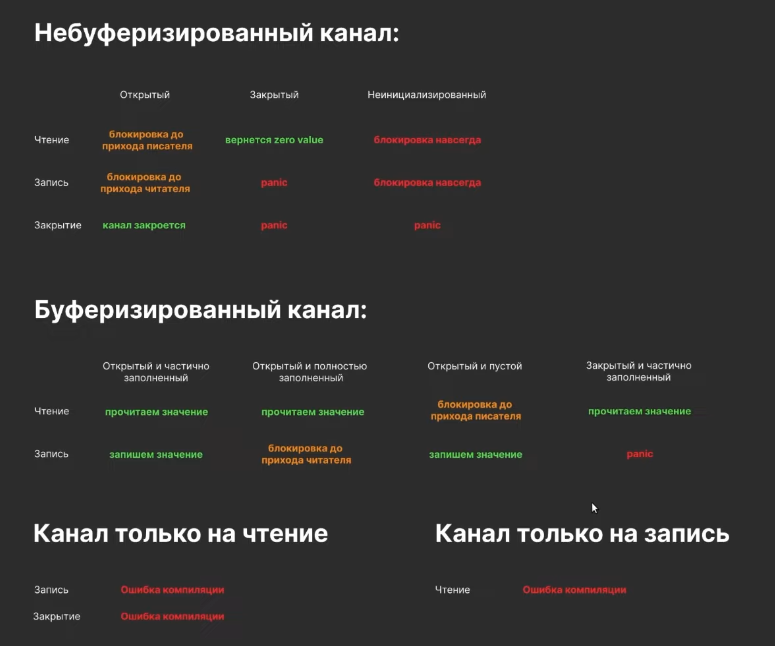 Небуферизированный канал:
Открытый Закрытый Неинициализированный
Чтение блокировка до прихода писателя вернется zero value блокировка навсегда
Запись блокировка до прихода читателя panic блокировка навсегда
Закрытие канал закроется panic panic
Буферизированный канал:
Открытый и частично заполненный Открытый и полностью заполненный Открытый и пустой Закрытый и частично заполненный
Чтение прочитаем значение прочитаем значение блокировка до прихода писателя прочитаем значение
Запись запишем значение блокировка до прихода читателя запишем значение panic
Канал только на чтение
Запись Ошибка компиляции
Закрытие Ошибка компиляции
Канал только на запись
Чтение Ошибка компиляции